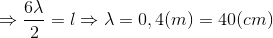 ⇒ 6λ/2 = l ⇒ λ = 0,4(m) = 40(cm)